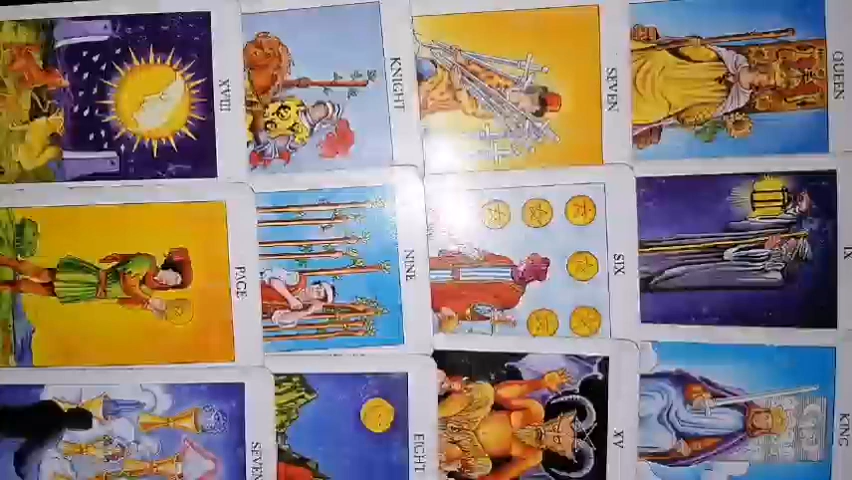 XVIII
KNIGHT
SEVEN
QUEEN
PAGE
NINE
SIX
IX
SEVEN
EIGHT
XV
KING